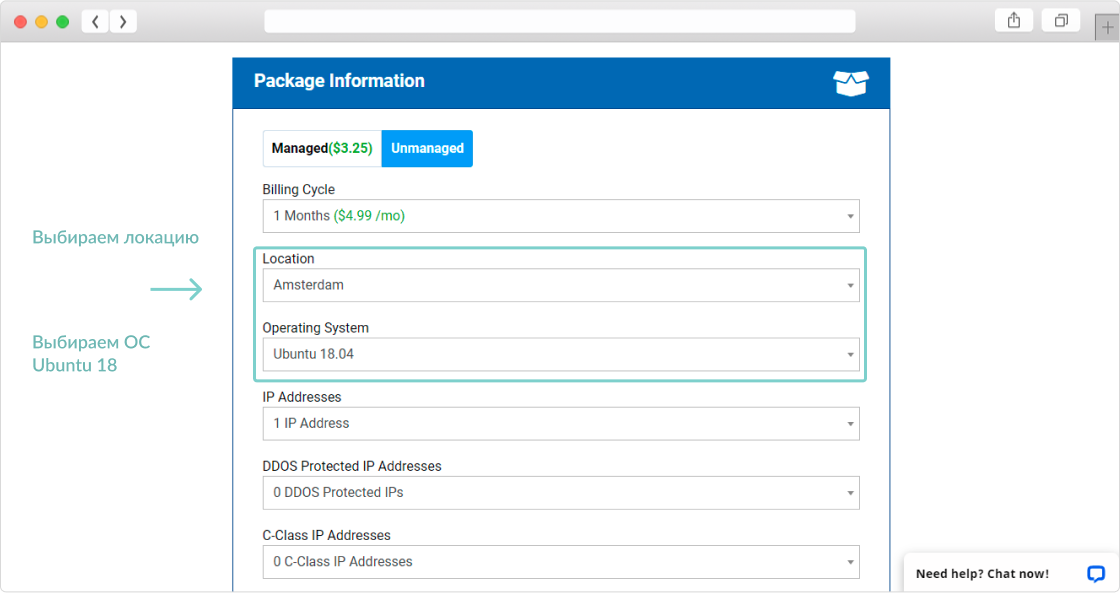 Package Information
Managed($3.25) Unmanaged
Billing Cycle
1 Months ($4.99 /mo)
Выбираем локацию
Location
Amsterdam
Operating System
Выбираем ОС
Ubuntu 18
Ubuntu 18.04
IP Addresses
1 IP Address
DDOS Protected IP Addresses
0 DDOS Protected IPs
C-Class IP Addresses
0 C-Class IP Addresses
Need help? Chat now!